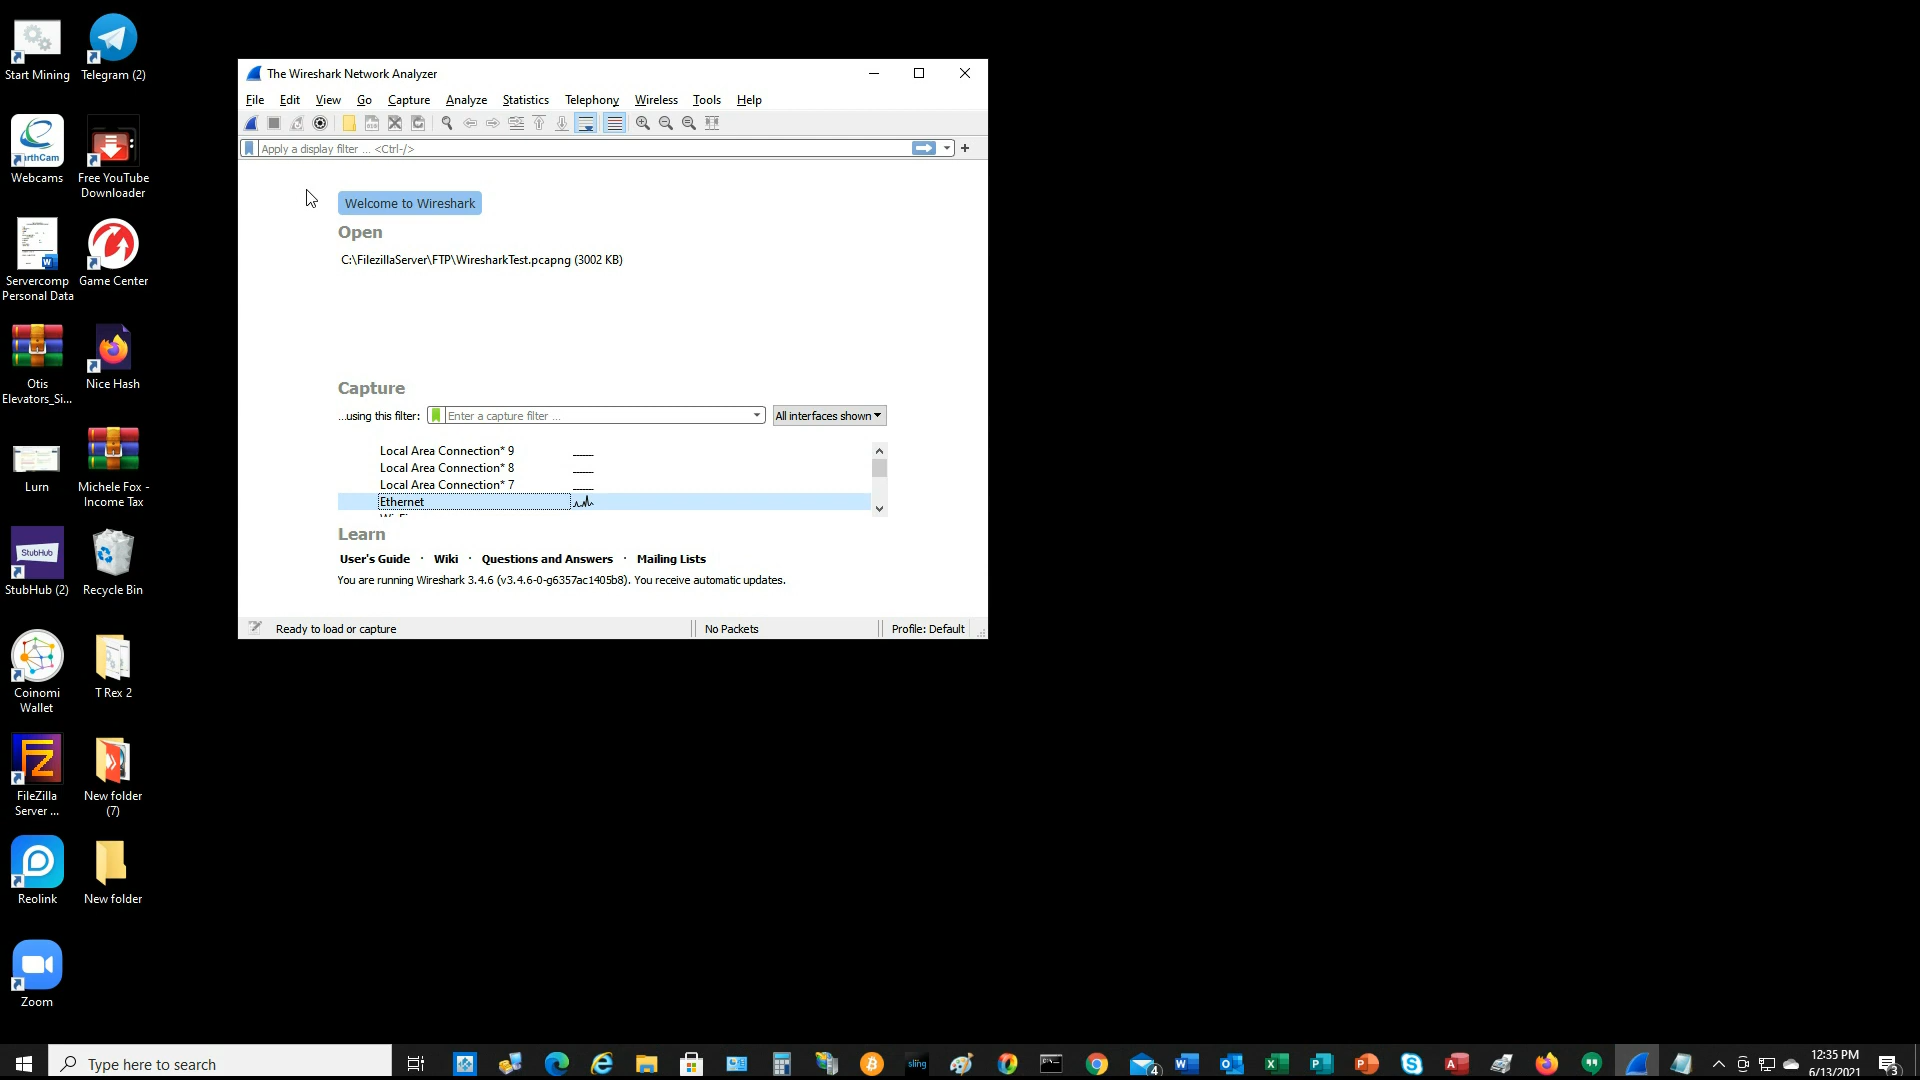 Start Mining
Telegram (2)
EarthCam
Webcams
Free YouTube
Downloader
Servercomp
Personal Data
Game Center
Otis
Elevators_Si...
Nice Hash
Lurn
Michele Fox -
Income Tax
StubHub
StubHub (2)
Recycle Bin
Coinomi
Wallet
T Rex 2
FileZilla
Server ...
New folder
(7)
Reolink
New folder
Zoom
The Wireshark Network Analyzer
File Edit View Go Capture Analyze Statistics Telephony Wireless Tools Help
Apply a display filter ... <Ctrl-/>
Welcome to Wireshark
Open
C:\FilezillaServer\FTP\WiresharkTest.pcapng (3002 KB)
Capture
...using this filter: Enter a capture filter ... All interfaces shown
Local Area Connection* 9
Local Area Connection* 8
Local Area Connection* 7
Ethernet
Learn
User's Guide · Wiki · Questions and Answers · Mailing Lists
You are running Wireshark 3.4.6 (v3.4.6-0-g6357ac1405b8). You receive automatic updates.
Ready to load or capture
No Packets
Profile: Default
Type here to search
sling
4
12:35 PM
6/13/2021
3